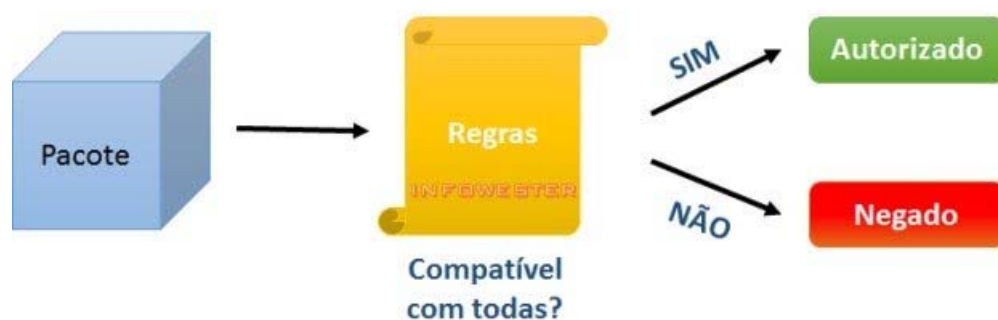 Pacote
Regras
INFOWESTER
Compatível
com todas?
SIM
NÃO
Autorizado
Negado